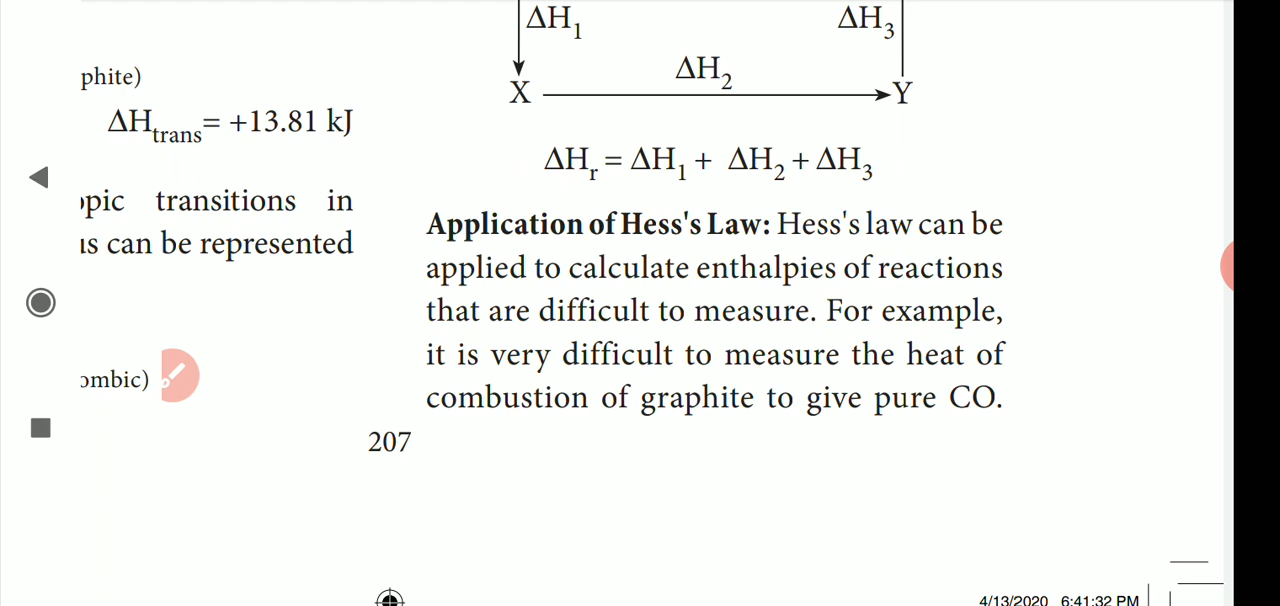 phite)
ΔHtrans= +13.81 kJ
opic transitions in
us can be represented
ombic)
207
ΔH1
ΔH3
ΔH2
X
Y
ΔHr = ΔH1 + ΔH2 + ΔH3
Application of Hess's Law: Hess's law can be
applied to calculate enthalpies of reactions
that are difficult to measure. For example,
it is very difficult to measure the heat of
combustion of graphite to give pure CO.
4/13/2020 6:41:32 PM